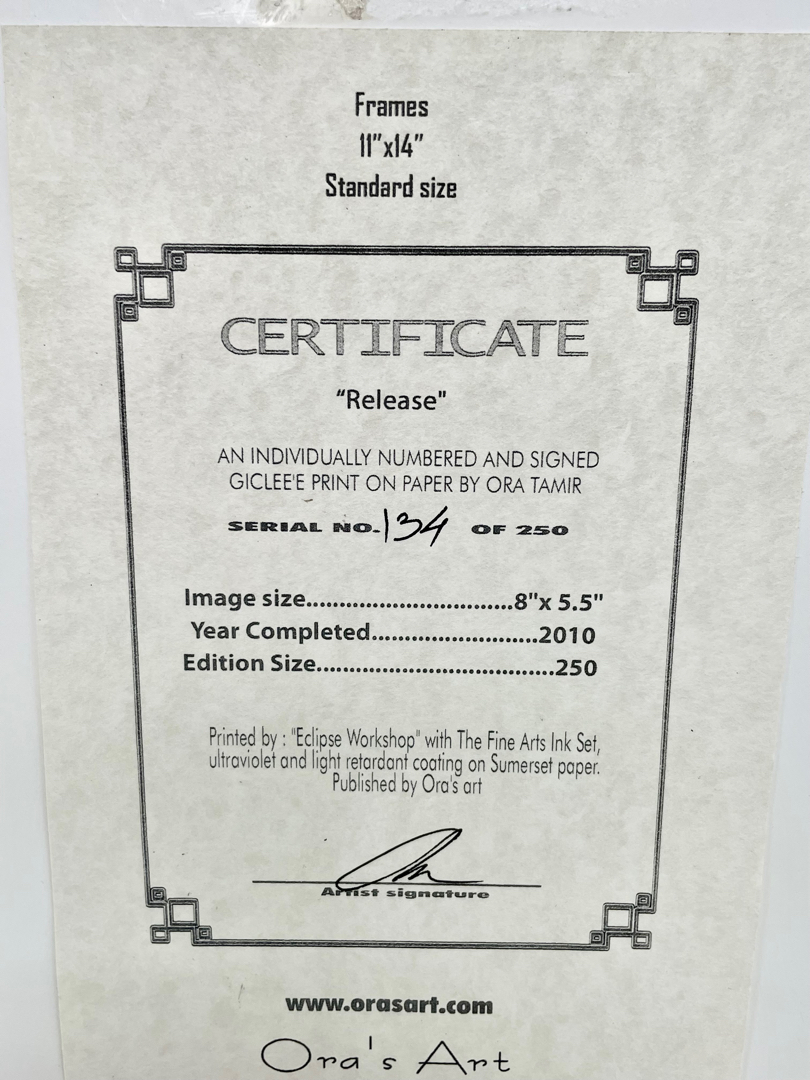 Frames
11"x14"
Standard size
CERTIFICATE
“Release"
AN INDIVIDUALLY NUMBERED AND SIGNED
GICLEE'E PRINT ON PAPER BY ORA TAMIR
SERIAL NO. 134 OF 250
Image size................................8"x 5.5"
Year Completed.........................2010
Edition Size....................................250
Printed by : "Eclipse Workshop" with The Fine Arts Ink Set,
ultraviolet and light retardant coating on Sumerset paper.
Published by Ora's art
Artist signature
www.orasart.com
Ora's Art